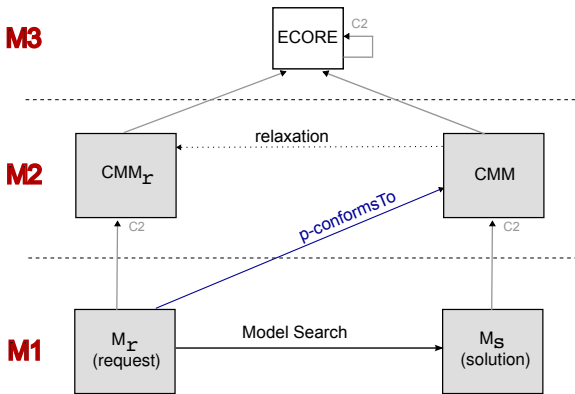 M3
ECORE
C2
relaxation
M2
CMMr
CMM
p-conformsTo
C2
C2
M1
Mr
(request)
Model Search
Ms
(solution)